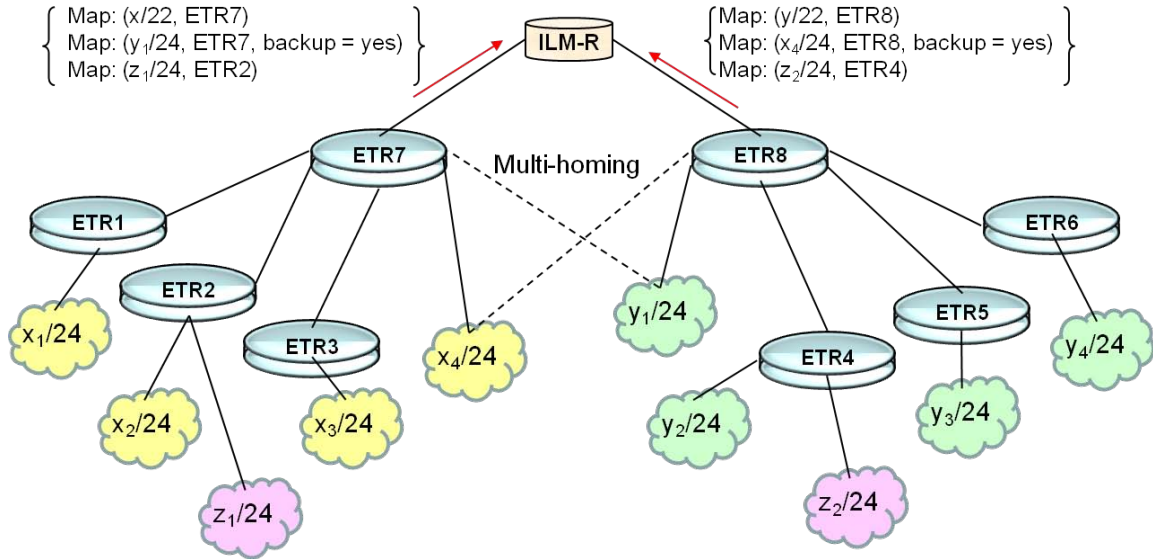 Map: (x/22, ETR7)
Map: (y₁/24, ETR7, backup = yes)
Map: (z₁/24, ETR2)
ILM-R
Map: (y/22, ETR8)
Map: (x₄/24, ETR8, backup = yes)
Map: (z₂/24, ETR4)
ETR7
Multi-homing
ETR8
ETR1
ETR6
ETR2
ETR5
ETR3
ETR4
x₁/24
x₄/24
y₁/24
y₄/24
x₂/24
x₃/24
y₂/24
y₃/24
z₁/24
z₂/24